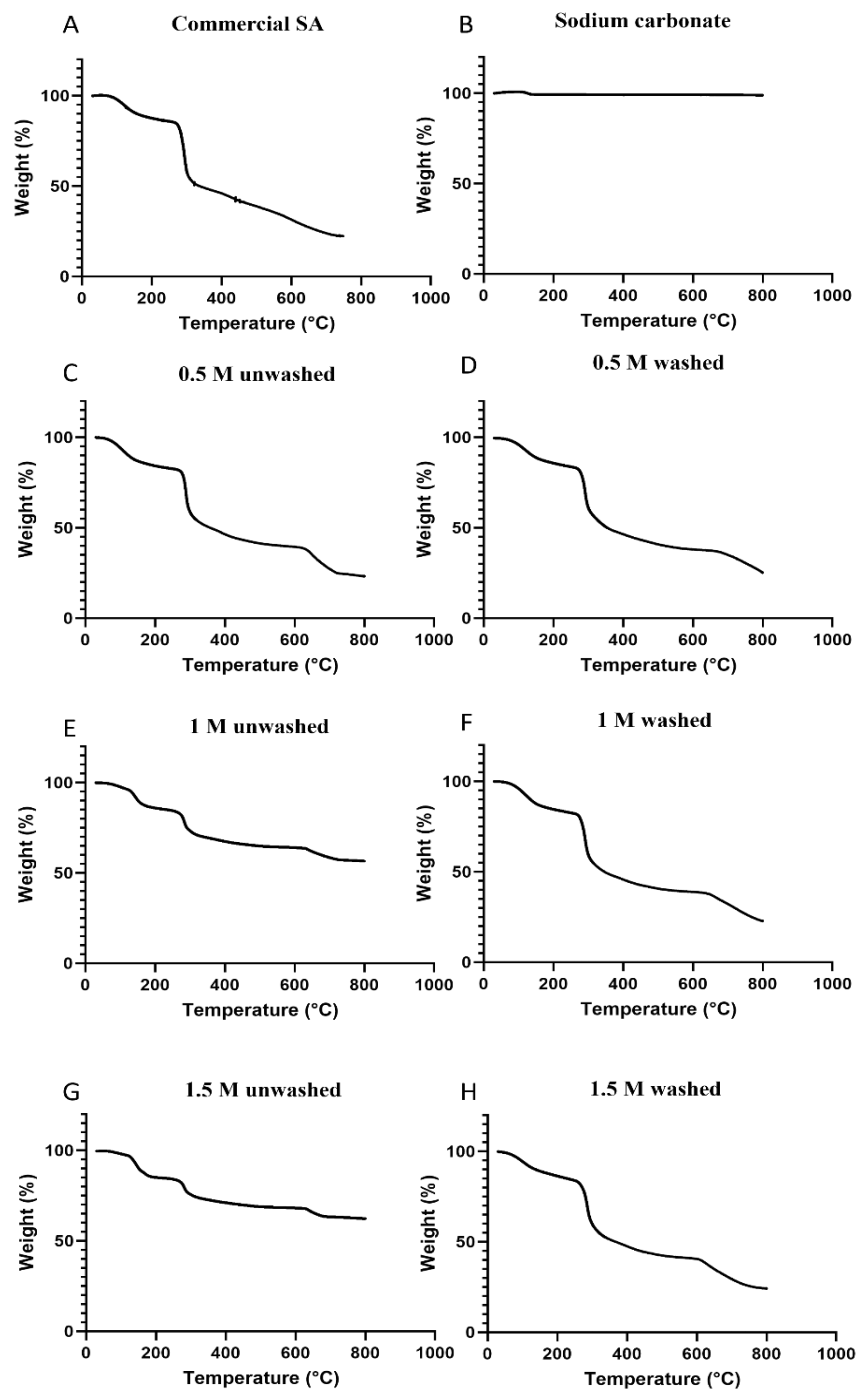 A
Commercial SA
Weight (%)
100
50
0
0 200 400 600 800 1000
Temperature (°C)
B
Sodium carbonate
Weight (%)
100
50
0
0 200 400 600 800 1000
Temperature (°C)
C
0.5 M unwashed
Weight (%)
100
50
0
0 200 400 600 800 1000
Temperature (°C)
D
0.5 M washed
Weight (%)
100
50
0
0 200 400 600 800 1000
Temperature (°C)
E
1 M unwashed
Weight (%)
100
50
0
0 200 400 600 800 1000
Temperature (°C)
F
1 M washed
Weight (%)
100
50
0
0 200 400 600 800 1000
Temperature (°C)
G
1.5 M unwashed
Weight (%)
100
50
0
0 200 400 600 800 1000
Temperature (°C)
H
1.5 M washed
Weight (%)
100
50
0
0 200 400 600 800 1000
Temperature (°C)